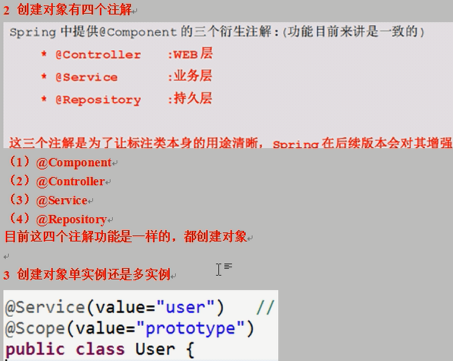 2 创建对象有四个注解
Spring 中提供@Component 的三个衍生注解:(功能目前来讲是一致的)
* @Controller :WEB 层
* @Service :业务层
* @Repository :持久层
这三个注解是为了让标注类本身的用途清晰，Spring 在后续版本会对其增强
（1）@Component
（2）@Controller
（3）@Service
（4）@Repository
目前这四个注解功能是一样的，都创建对象
3 创建对象单实例还是多实例
@Service(value="user") //
@Scope(value="prototype")
public class User {